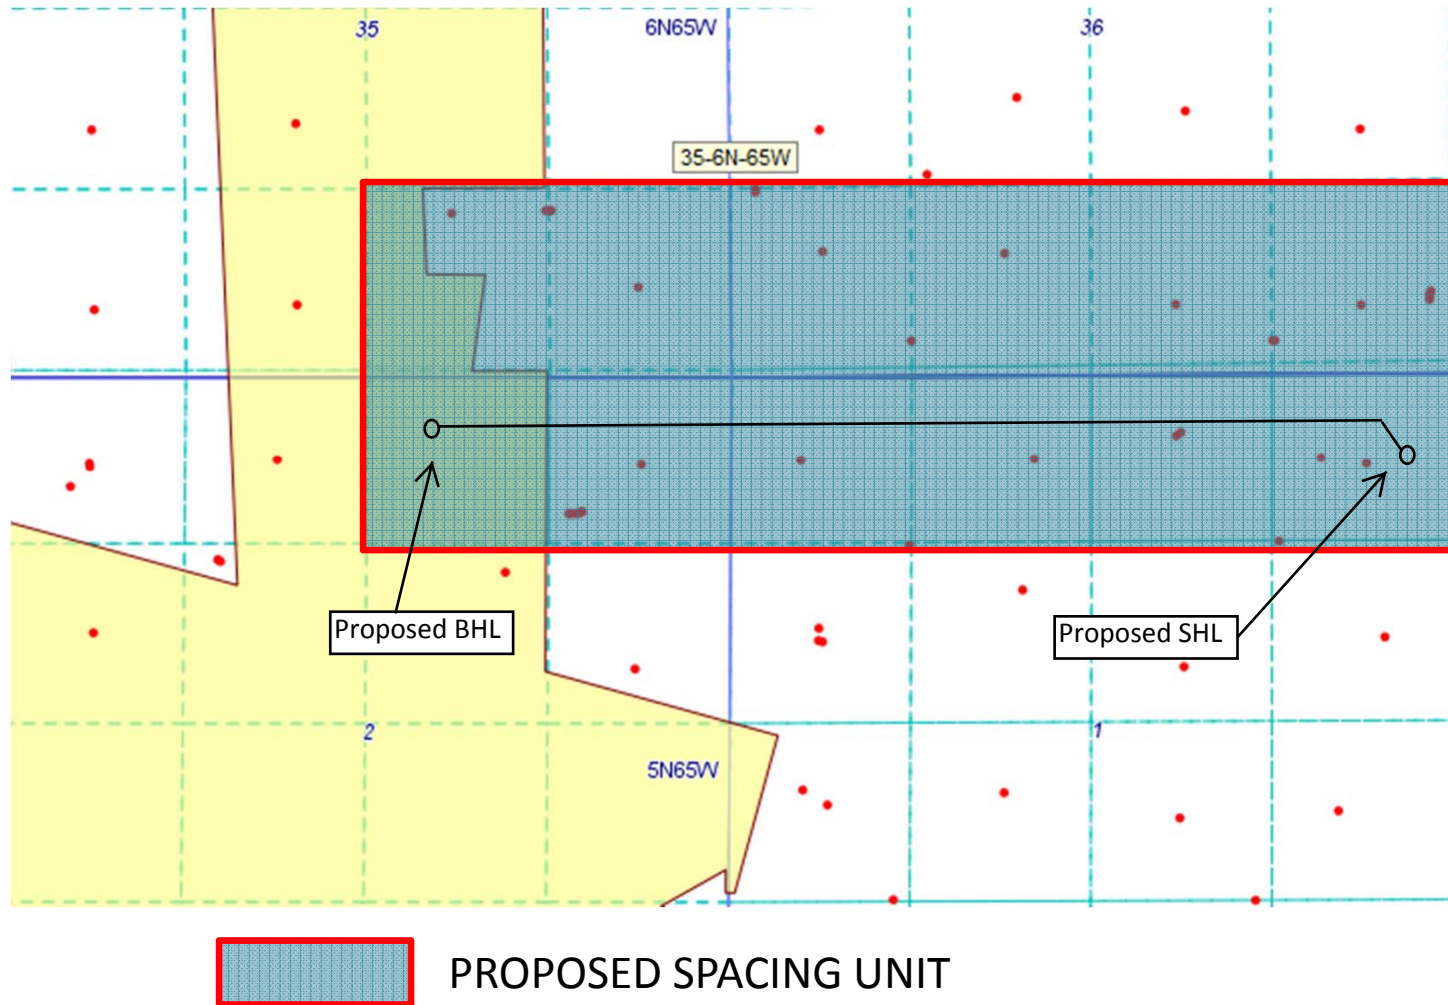 35
6N65W
36
35-6N-65W
Proposed BHL
Proposed SHL
2
1
5N65W
PROPOSED SPACING UNIT